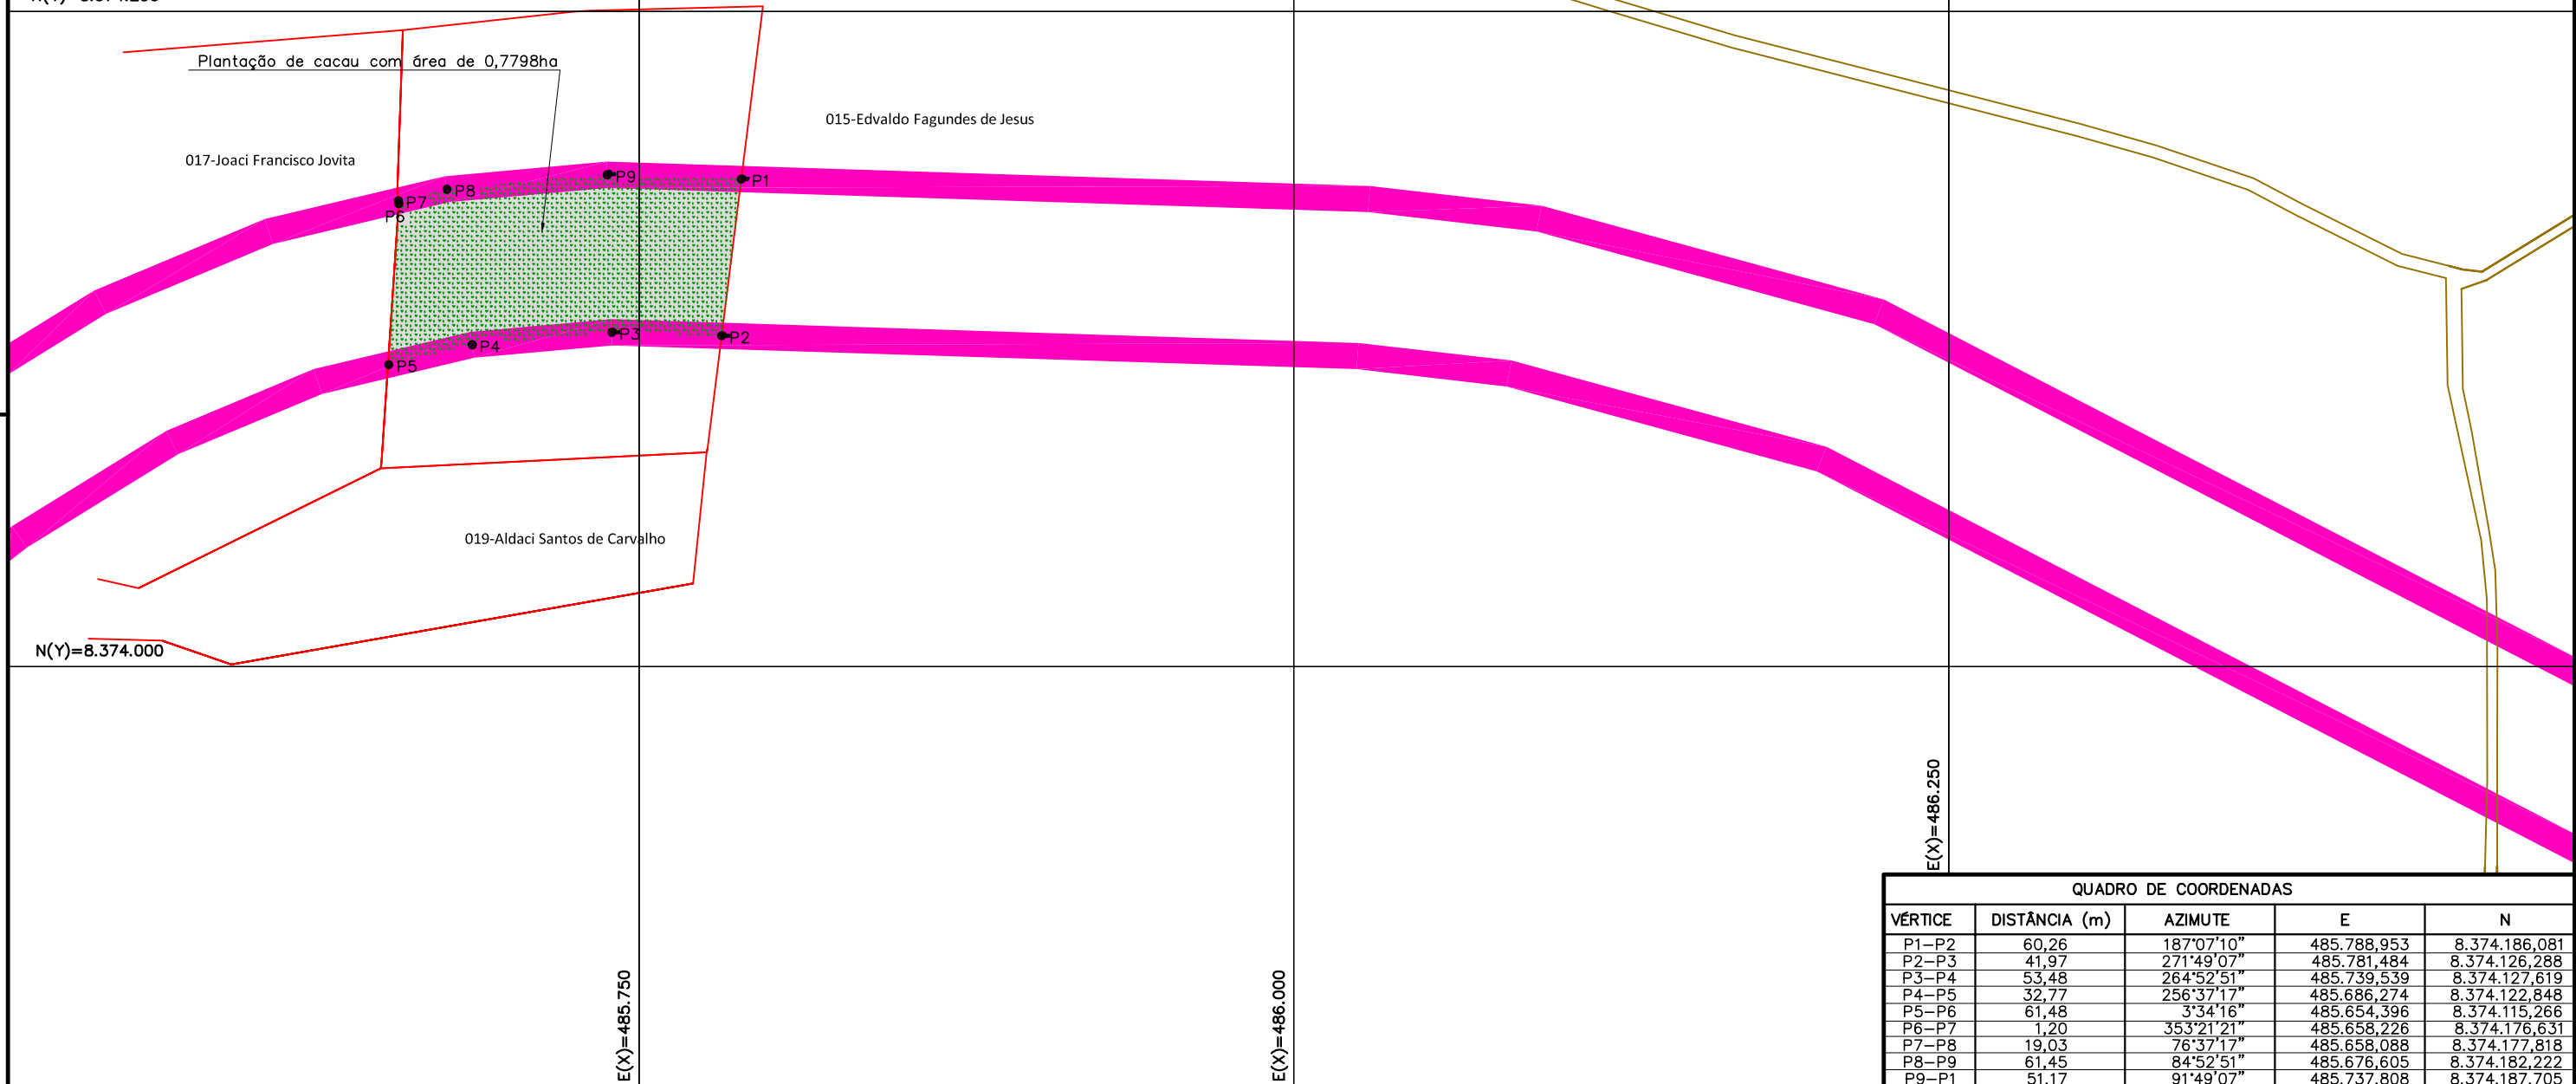 Plantação de cacau com área de 0,7798ha
015-Edvaldo Fagundes de Jesus
017-Joaci Francisco Jovita
P9
P1
P8
P7
P6
P3
P2
P4
P5
019-Aldaci Santos de Carvalho
N(Y)=8.374.000
E(X)=486.250
E(X)=485.750
E(X)=486.000
QUADRO DE COORDENADAS
VÉRTICE DISTÂNCIA (m) AZIMUTE E N
P1-P2 60,26 187°07'10" 485.788,953 8.374.186,081
P2-P3 41,97 271°49'07" 485.781,484 8.374.126,288
P3-P4 53,48 264°52'51" 485.739,539 8.374.127,619
P4-P5 32,77 256°37'17" 485.686,274 8.374.122,848
P5-P6 61,48 3°34'16" 485.654,396 8.374.115,266
P6-P7 1,20 353°21'21" 485.658,226 8.374.176,631
P7-P8 19,03 76°37'17" 485.658,088 8.374.177,818
P8-P9 61,45 84°52'51" 485.676,605 8.374.182,222
P9-P1 51,17 91°49'07" 485.737,808 8.374.187,705